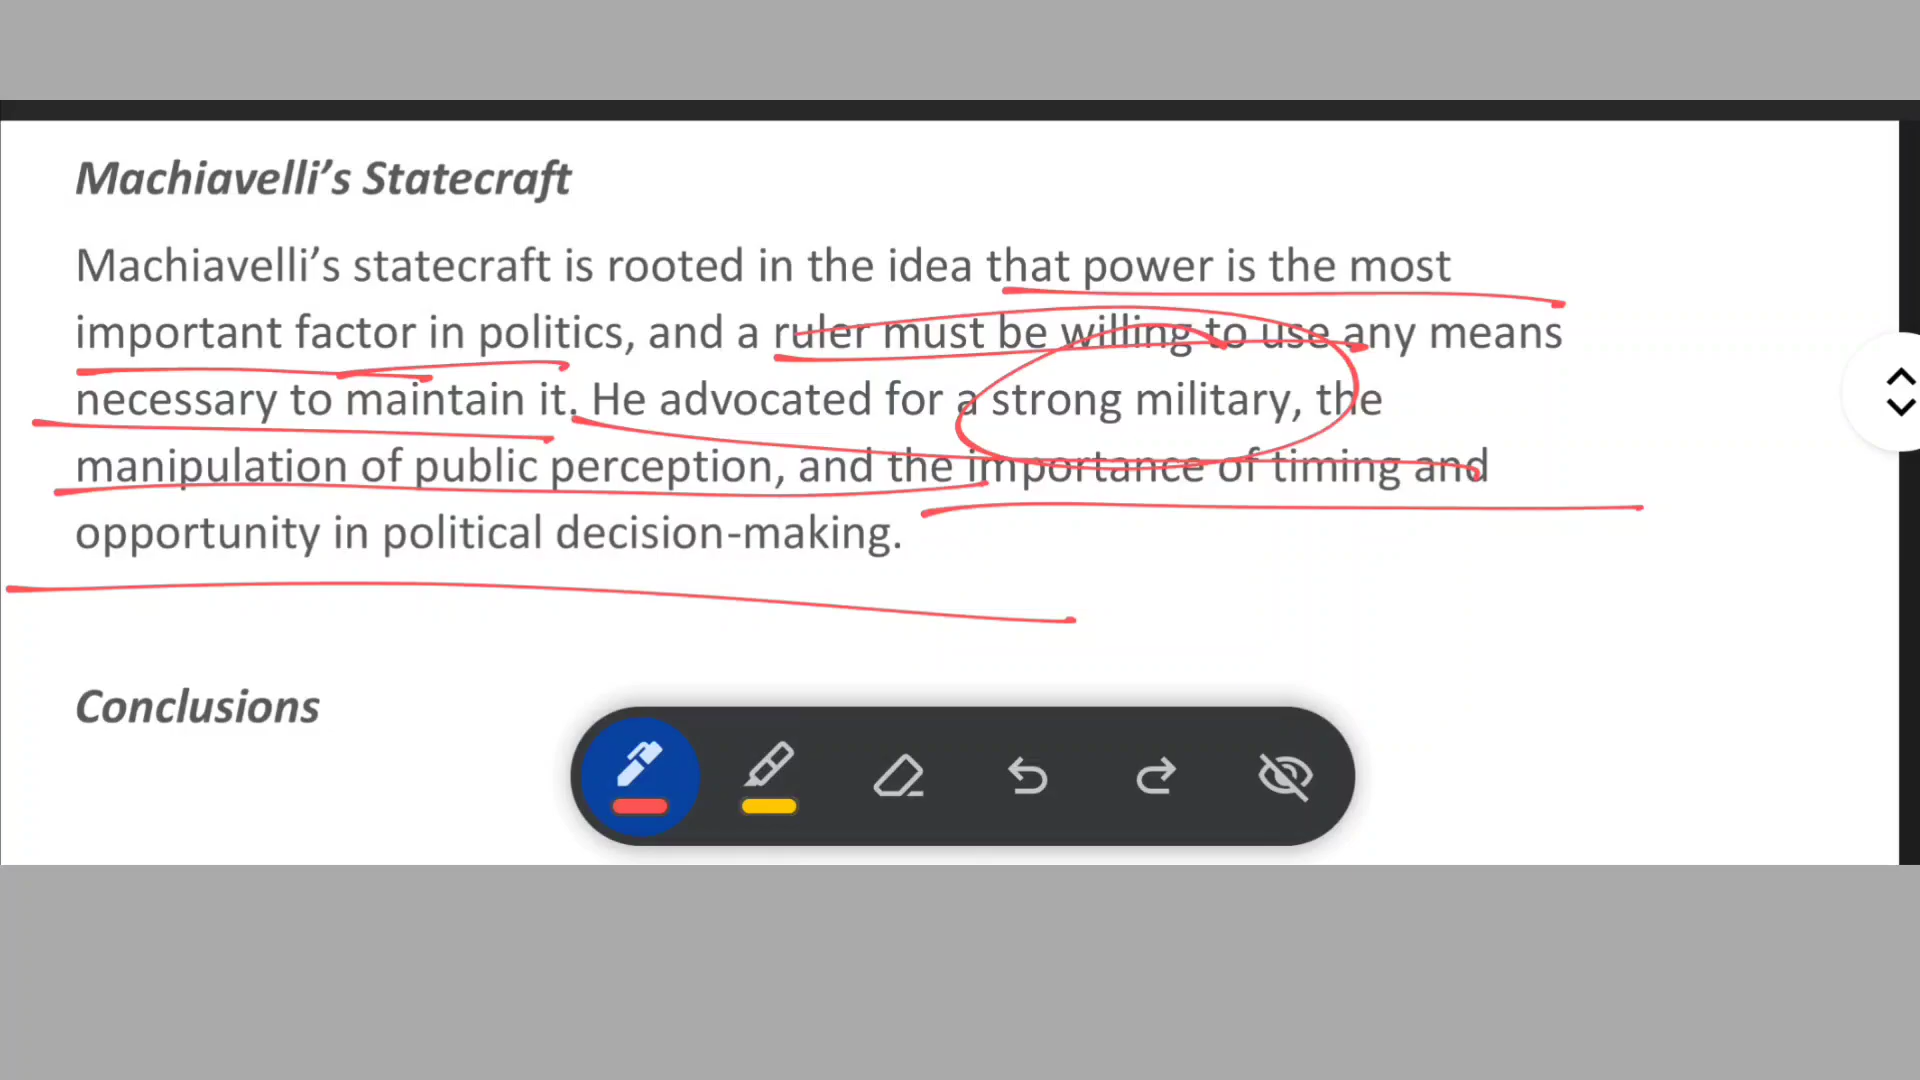 Machiavelli’s Statecraft
Machiavelli’s statecraft is rooted in the idea that power is the most
important factor in politics, and a ruler must be willing to use any means
necessary to maintain it. He advocated for a strong military, the
manipulation of public perception, and the importance of timing and
opportunity in political decision-making.
Conclusions